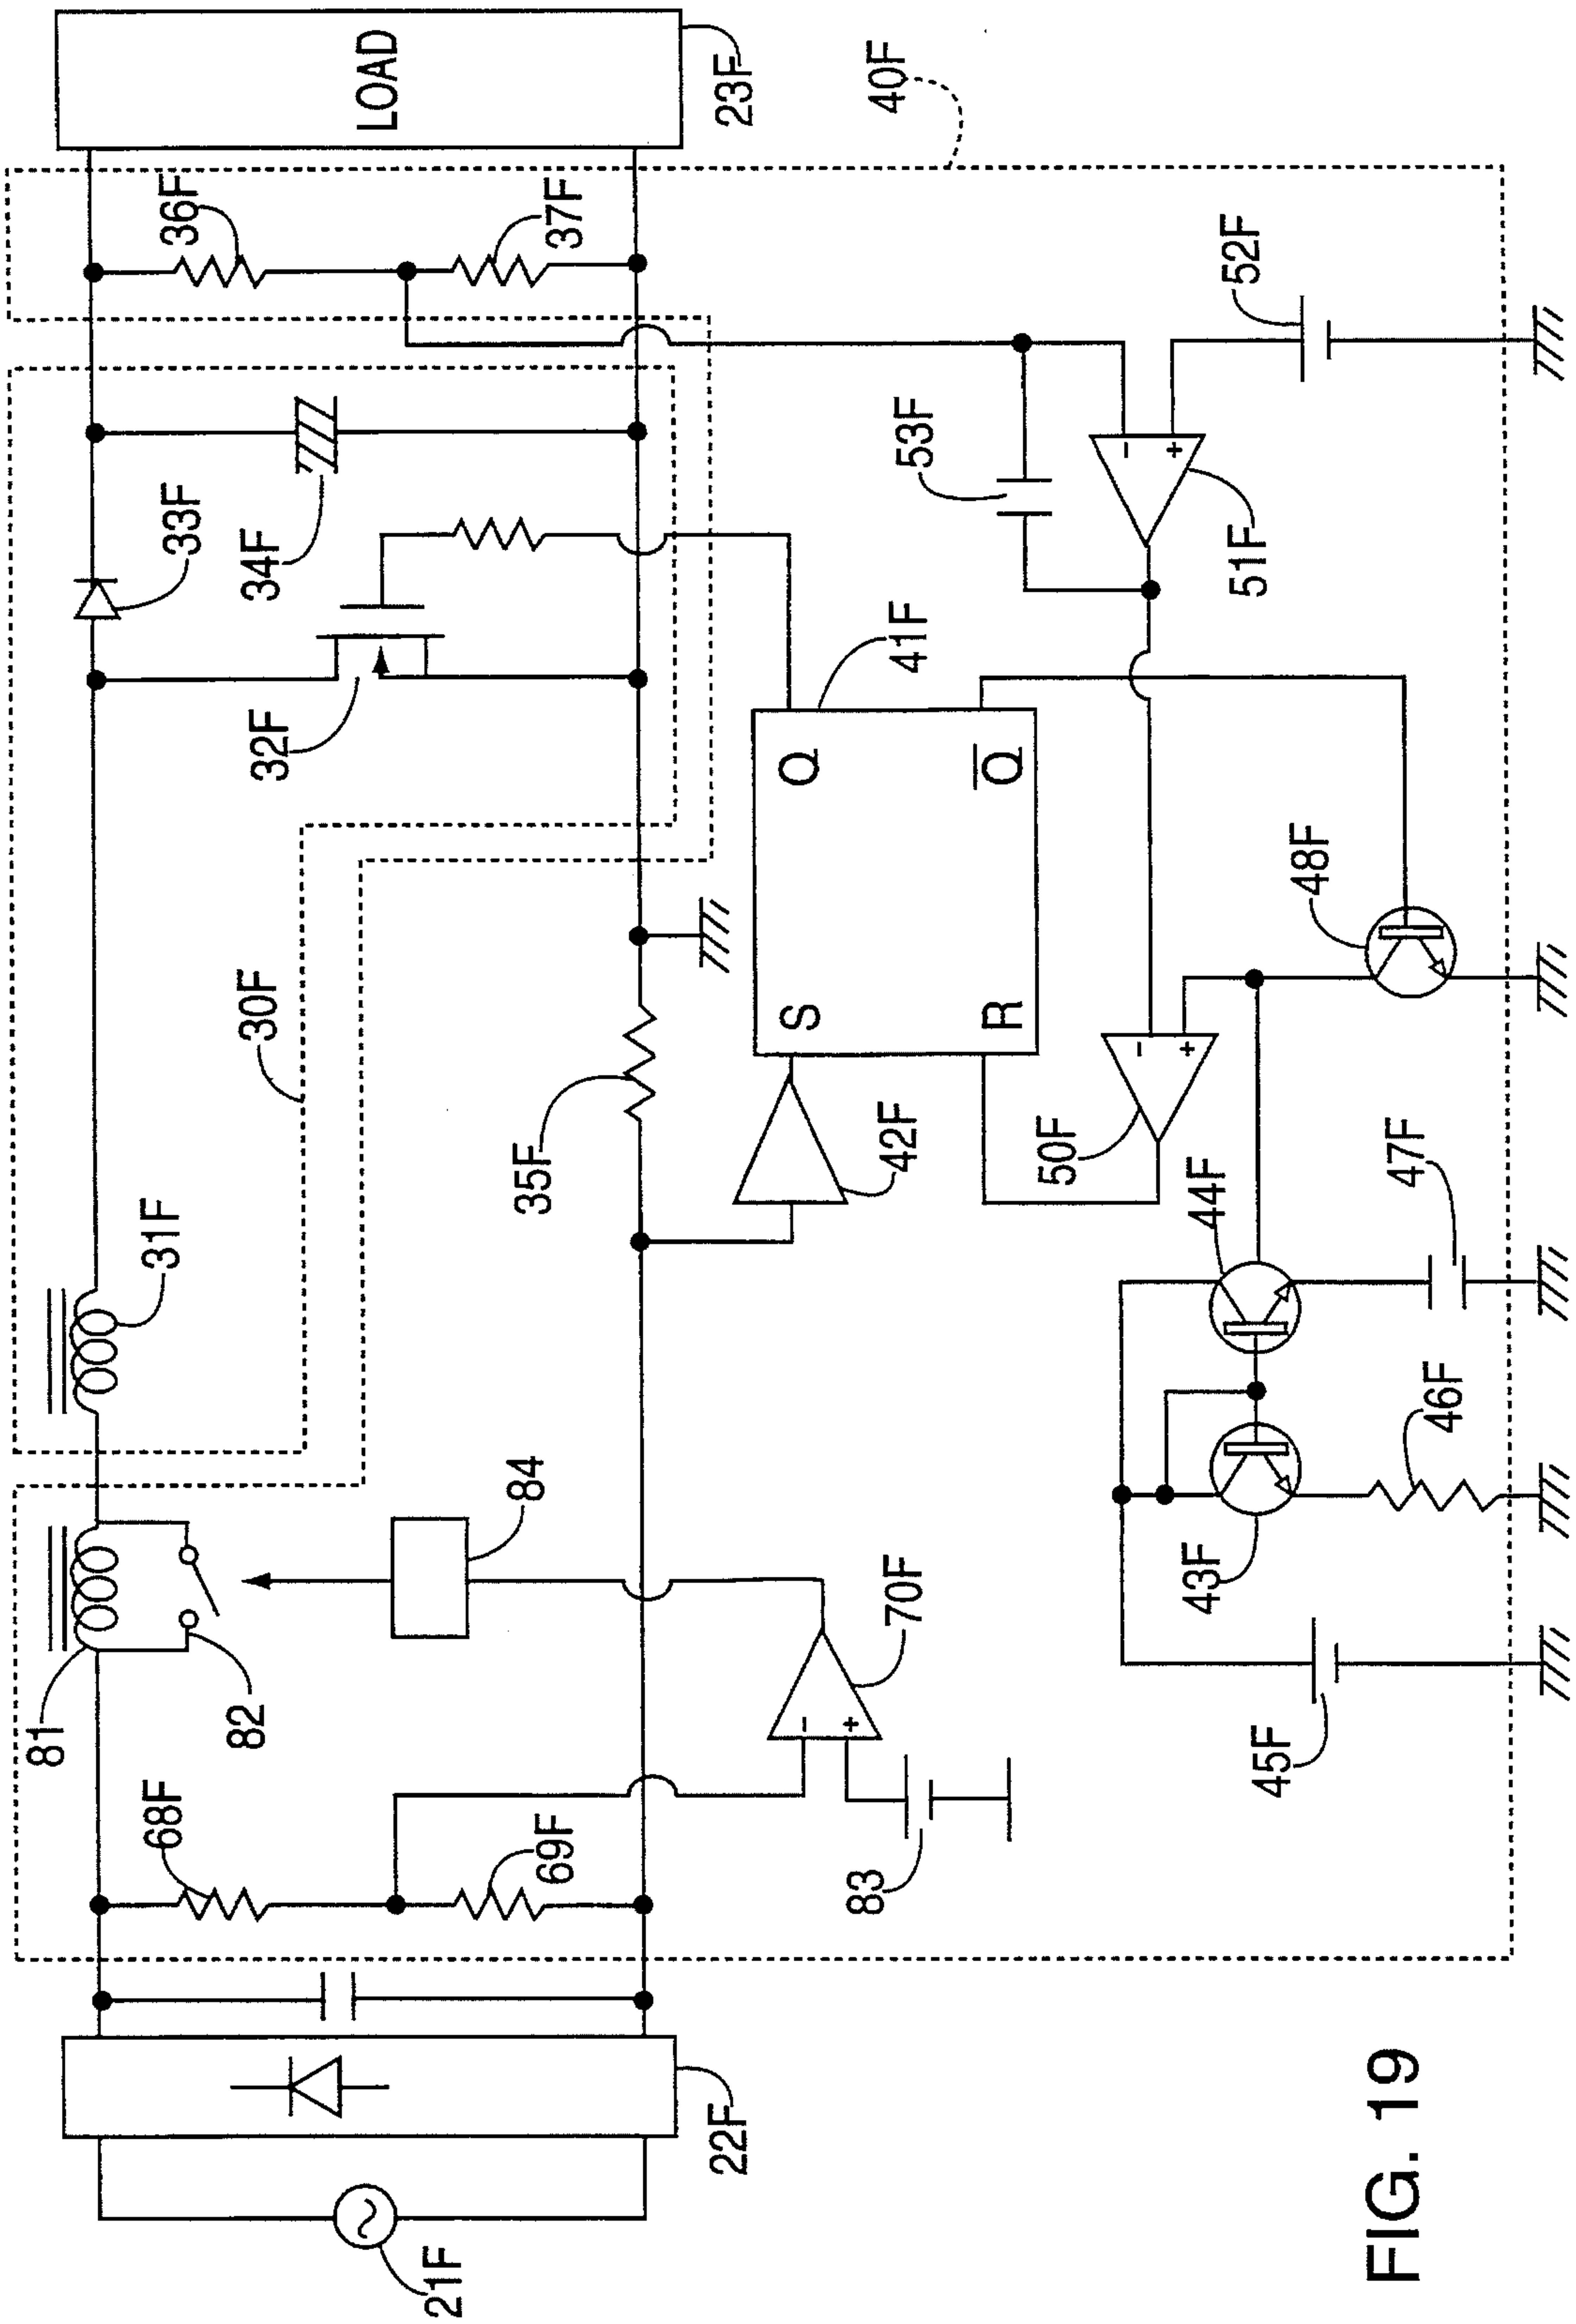 LOAD
23F
40F
36F
37F
52F
53F
51F
33F
34F
32F
41F
Q
Q̅
S
R
48F
30F
35F
42F
50F
44F
47F
31F
46F
84
43F
70F
81
82
45F
68F
69F
83
22F
21F
-
+
-
+
-
+
FIG. 19